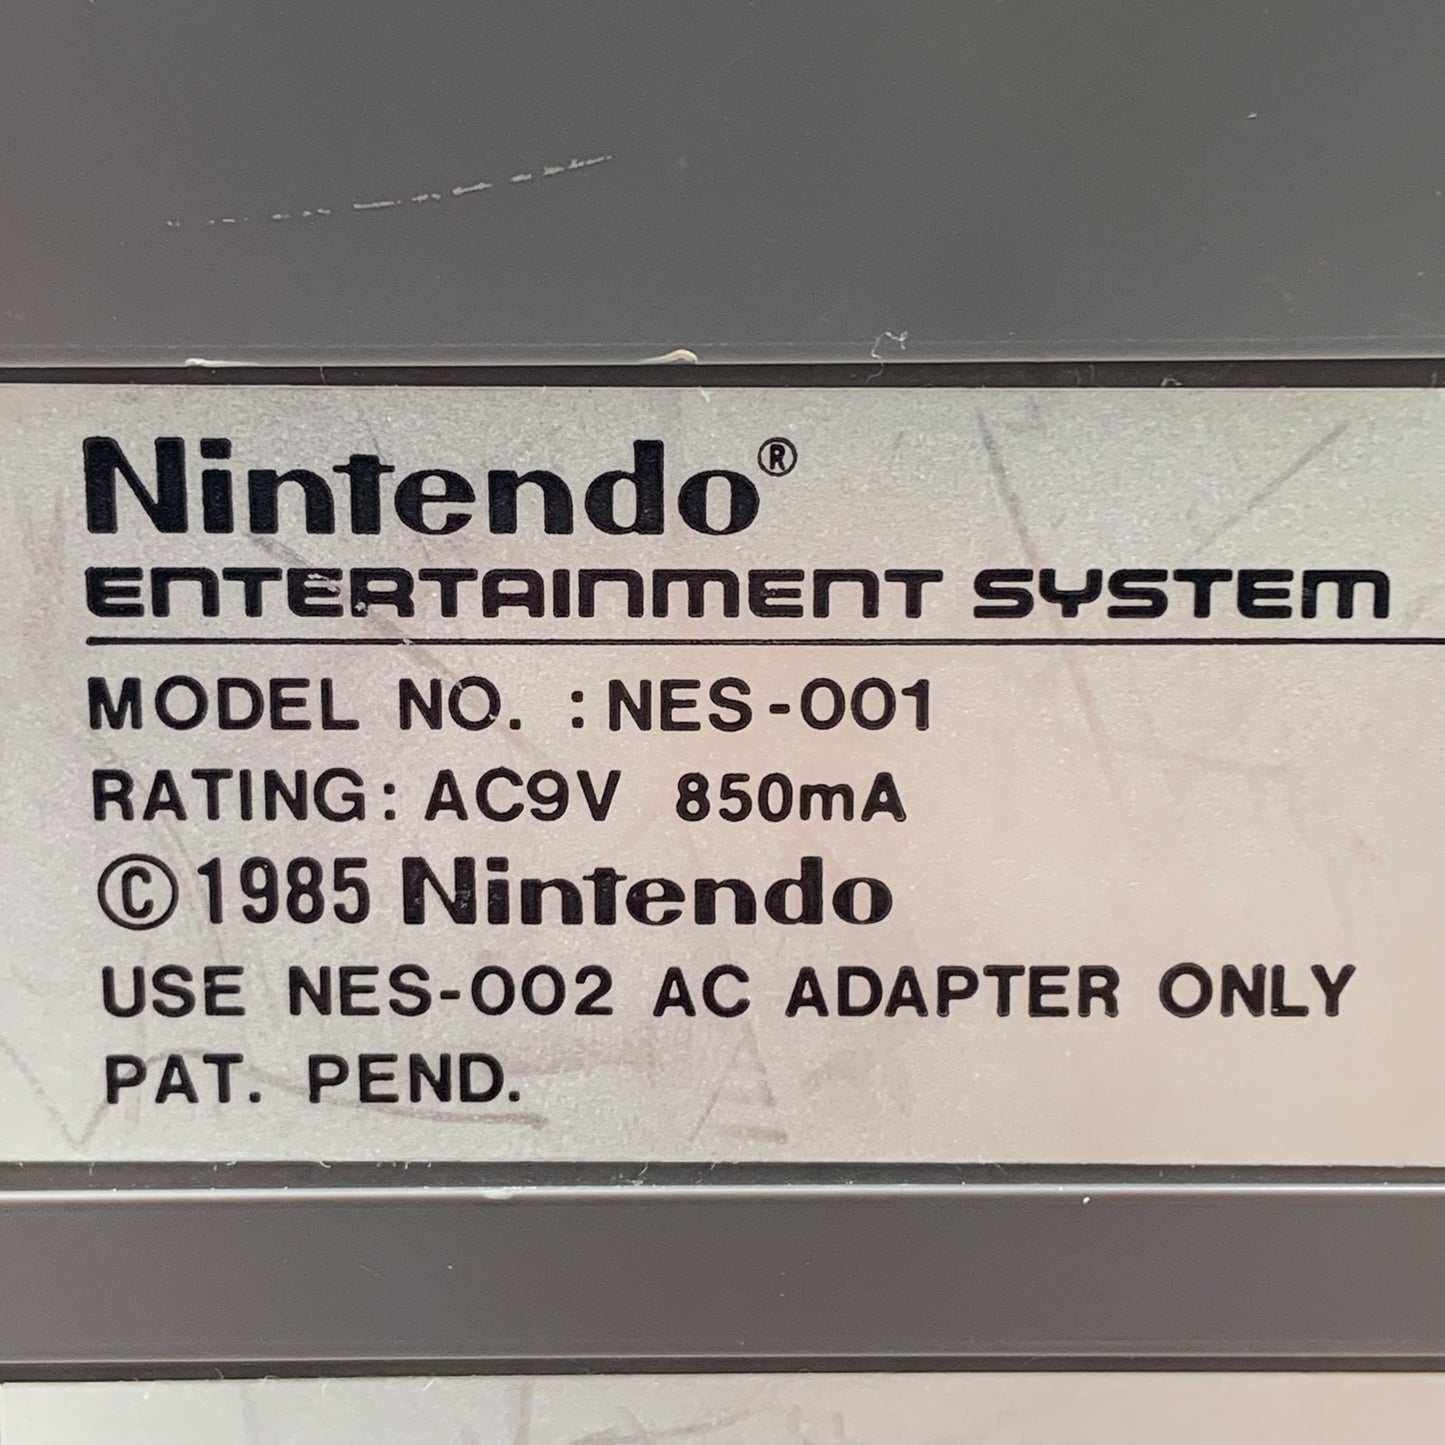 Nintendo®
ENTERTAINMENT SYSTEM
MODEL NO. :NES-001
RATING: AC9V 850mA
©1985 Nintendo
USE NES-002 AC ADAPTER ONLY
PAT. PEND.